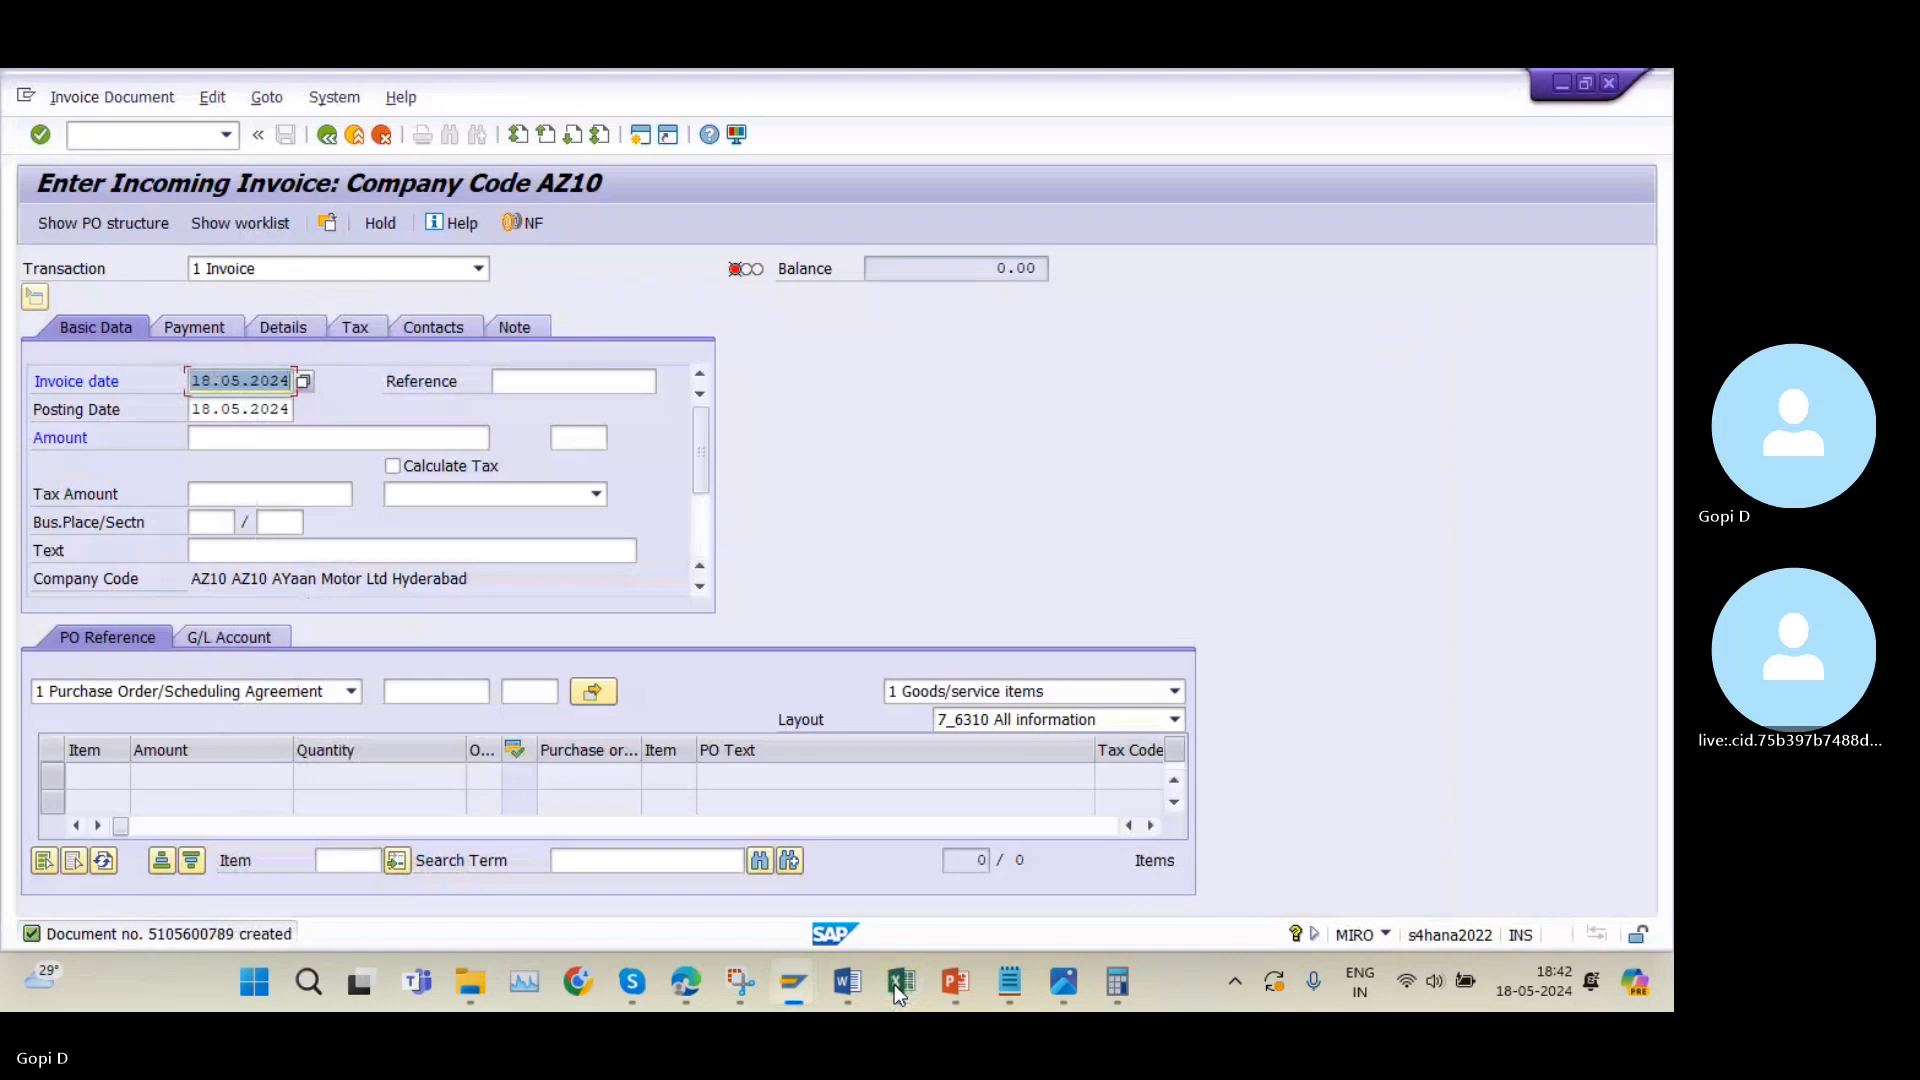 Invoice Document Edit Goto System Help
Enter Incoming Invoice: Company Code AZ10
Show PO structure Show worklist Hold Help NF
Transaction 1 Invoice Balance 0.00
Basic Data Payment Details Tax Contacts Note
Invoice date 18.05.2024 Reference
Posting Date 18.05.2024
Amount
Calculate Tax
Tax Amount
Bus.Place/Sectn /
Text
Company Code AZ10 AZ10 AYaan Motor Ltd Hyderabad
PO Reference G/L Account
1 Purchase Order/Scheduling Agreement 1 Goods/service items
Layout 7_6310 All information
Item Amount Quantity O... Purchase or... Item PO Text Tax Code
Item Search Term 0 / 0 Items
Document no. 5105600789 created SAP MIRO s4hana2022 INS
29° ENG IN 18:42 18-05-2024 PRE
Gopi D
live:.cid.75b397b7488d...
Gopi D